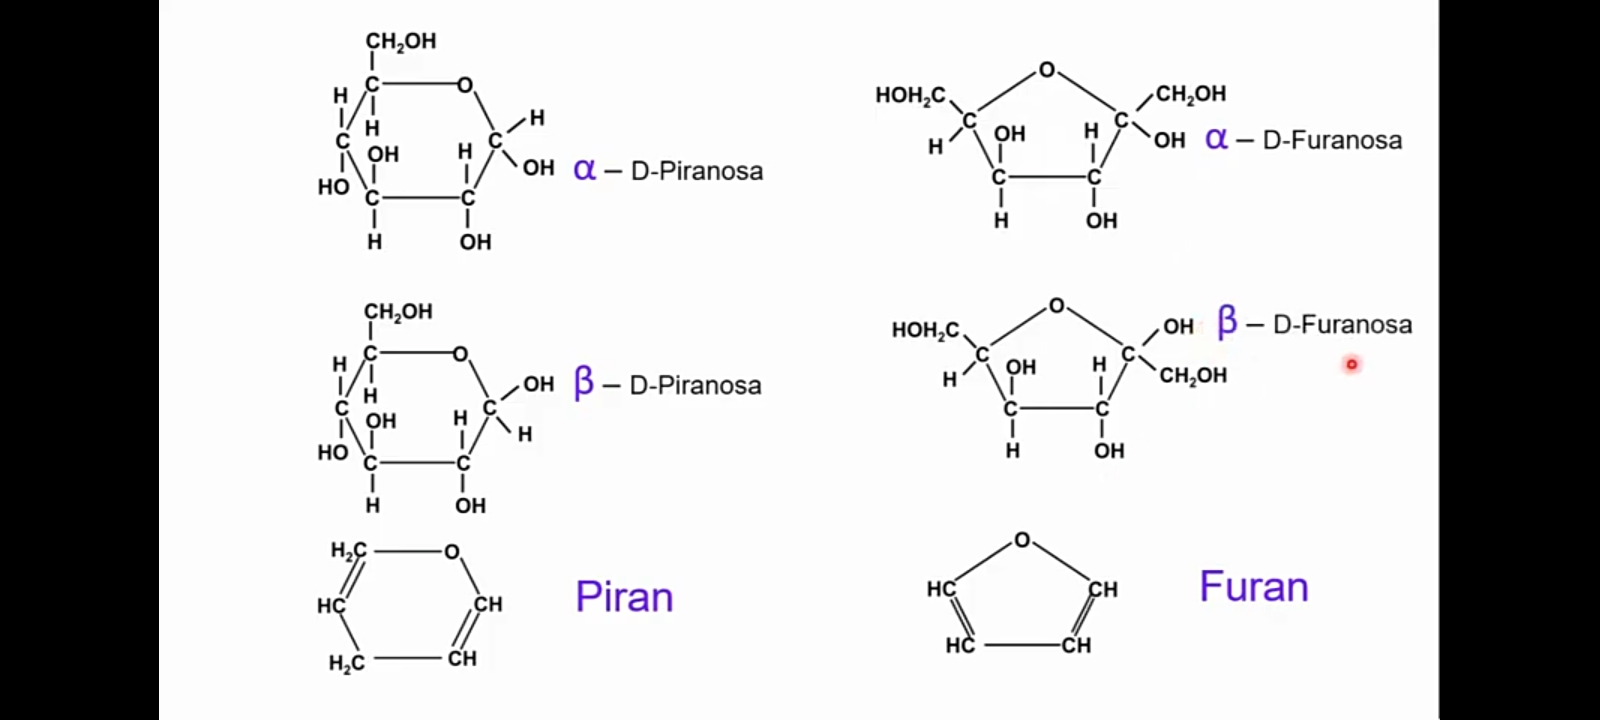 CH₂OH
C O
H H
C H C
OH H
HO OH α – D-Piranosa
C C
H OH
O
HOH₂C CH₂OH
C C
H OH H OH α – D-Furanosa
C C
H OH
CH₂OH
C O
H
C H C OH β – D-Piranosa
OH H H
HO
C C
H OH
O
HOH₂C OH β – D-Furanosa
C C
H OH H CH₂OH
C C
H OH
H₂C O
HC CH Piran
H₂C CH
O
HC CH Furan
HC CH